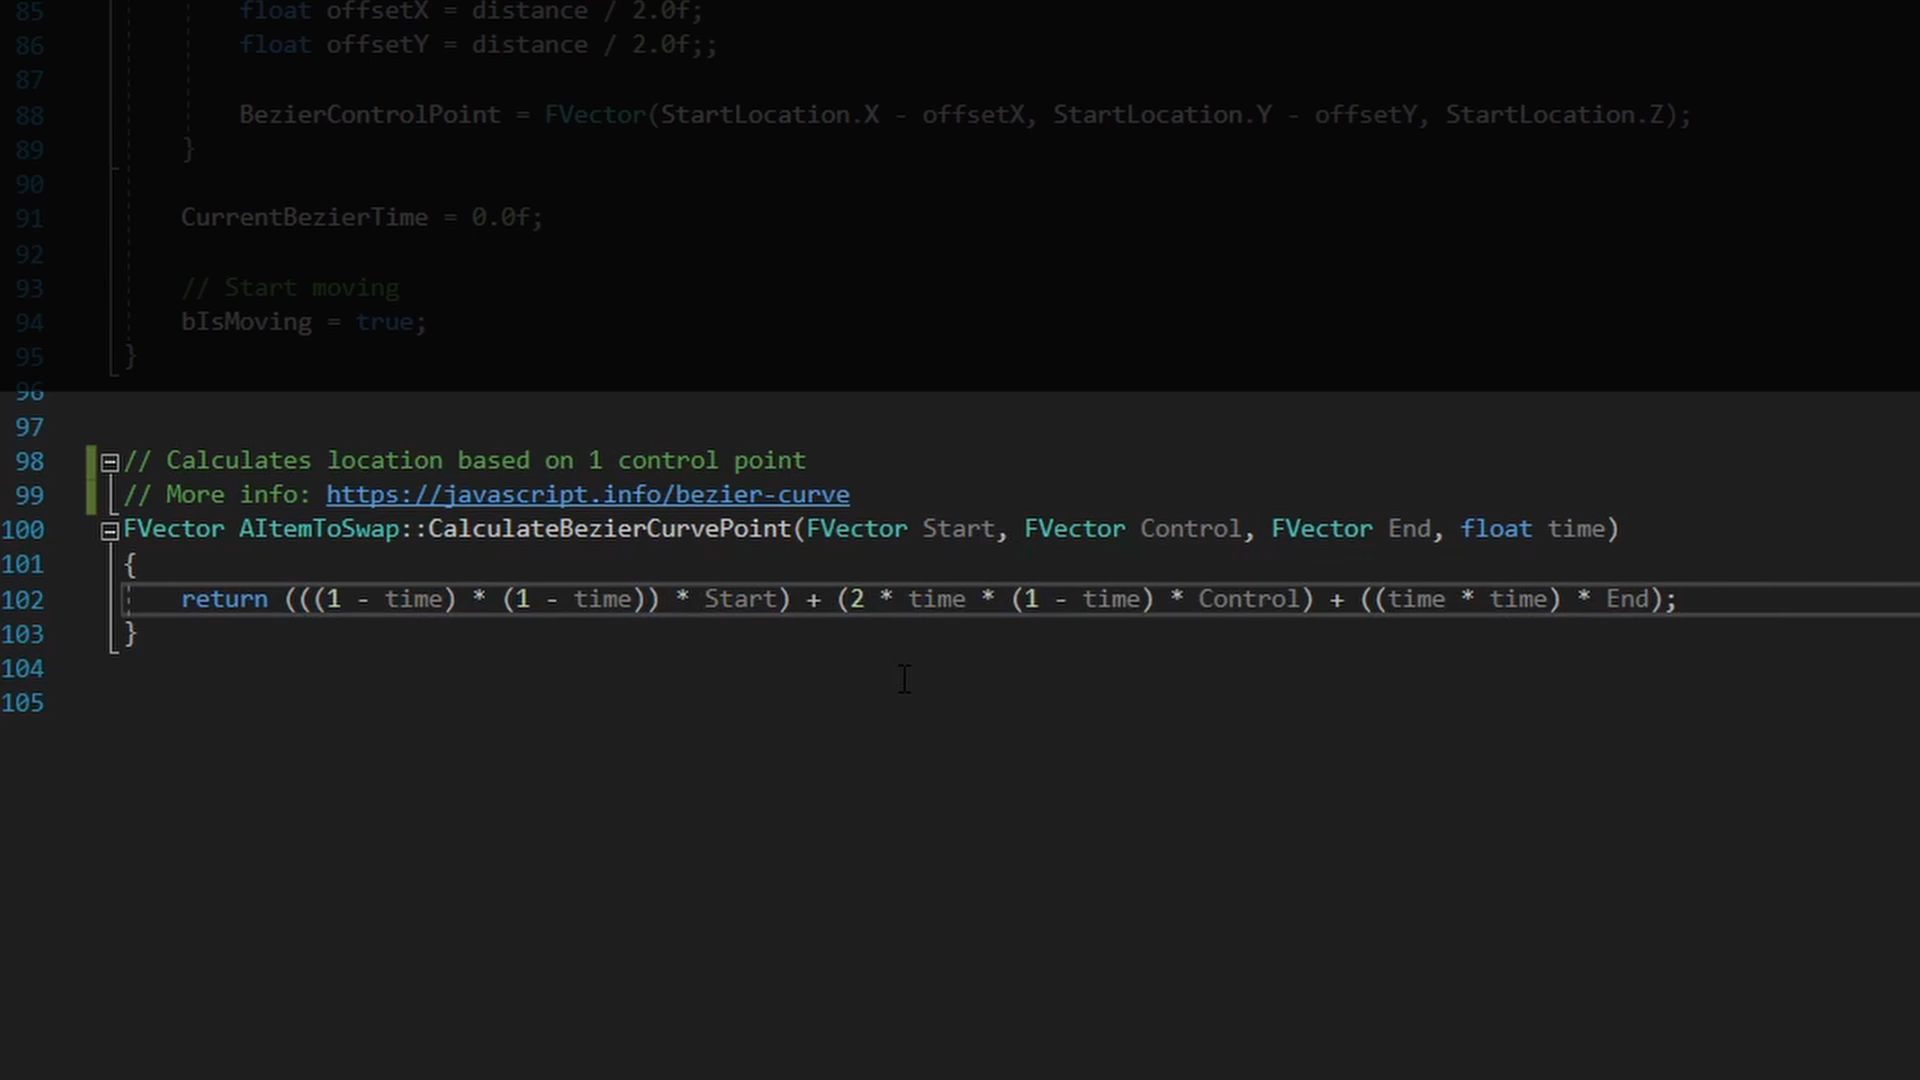 85 float offsetX = distance / 2.0f;
86 float offsetY = distance / 2.0f;;
87
88 BezierControlPoint = FVector(StartLocation.X - offsetX, StartLocation.Y - offsetY, StartLocation.Z);
89 }
90
91 CurrentBezierTime = 0.0f;
92
93 // Start moving
94 bIsMoving = true;
95 }
96
97
98 // Calculates location based on 1 control point
99 // More info: https://javascript.info/bezier-curve
100 FVector AItemToSwap::CalculateBezierCurvePoint(FVector Start, FVector Control, FVector End, float time)
101 {
102 return (((1 - time) * (1 - time)) * Start) + (2 * time * (1 - time) * Control) + ((time * time) * End);
103 }
104
105